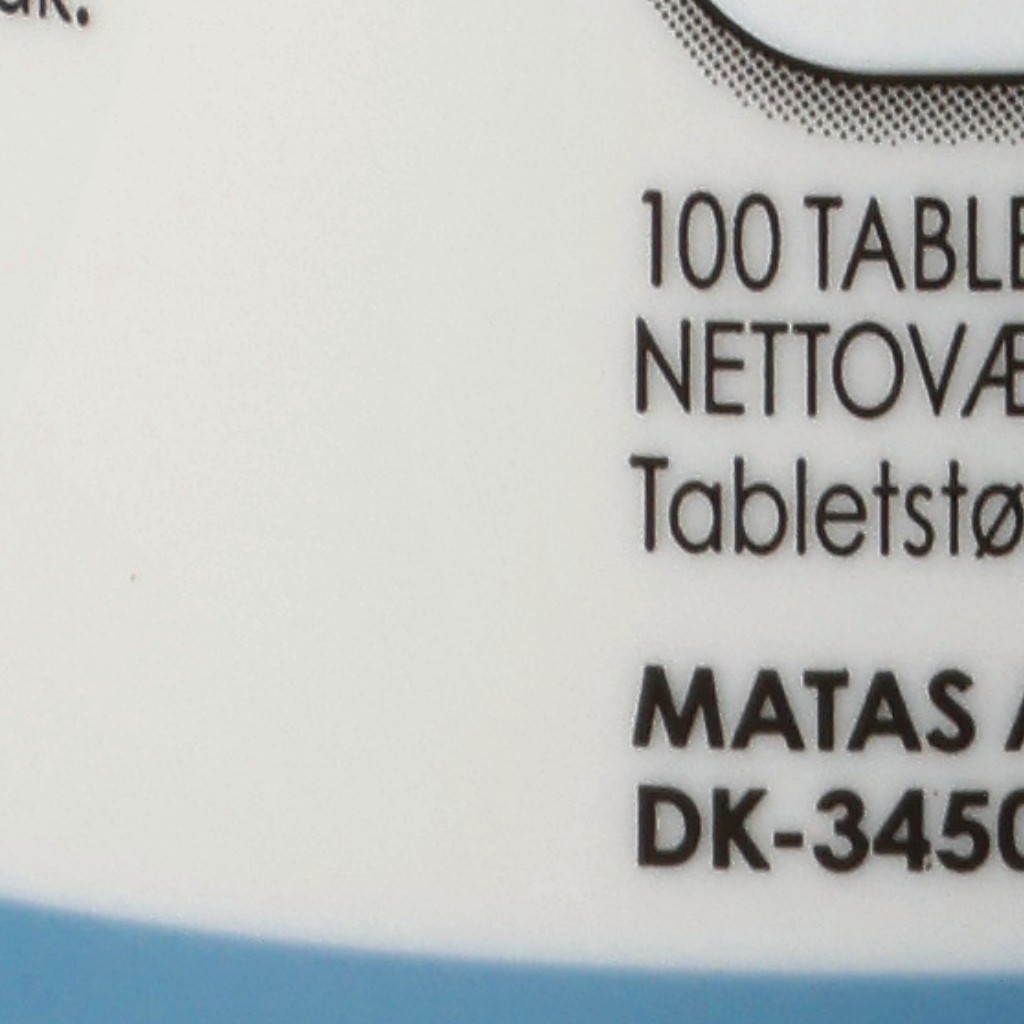 100 TABLE
NETTOVÆ
Tabletstø
MATAS A
DK-3450